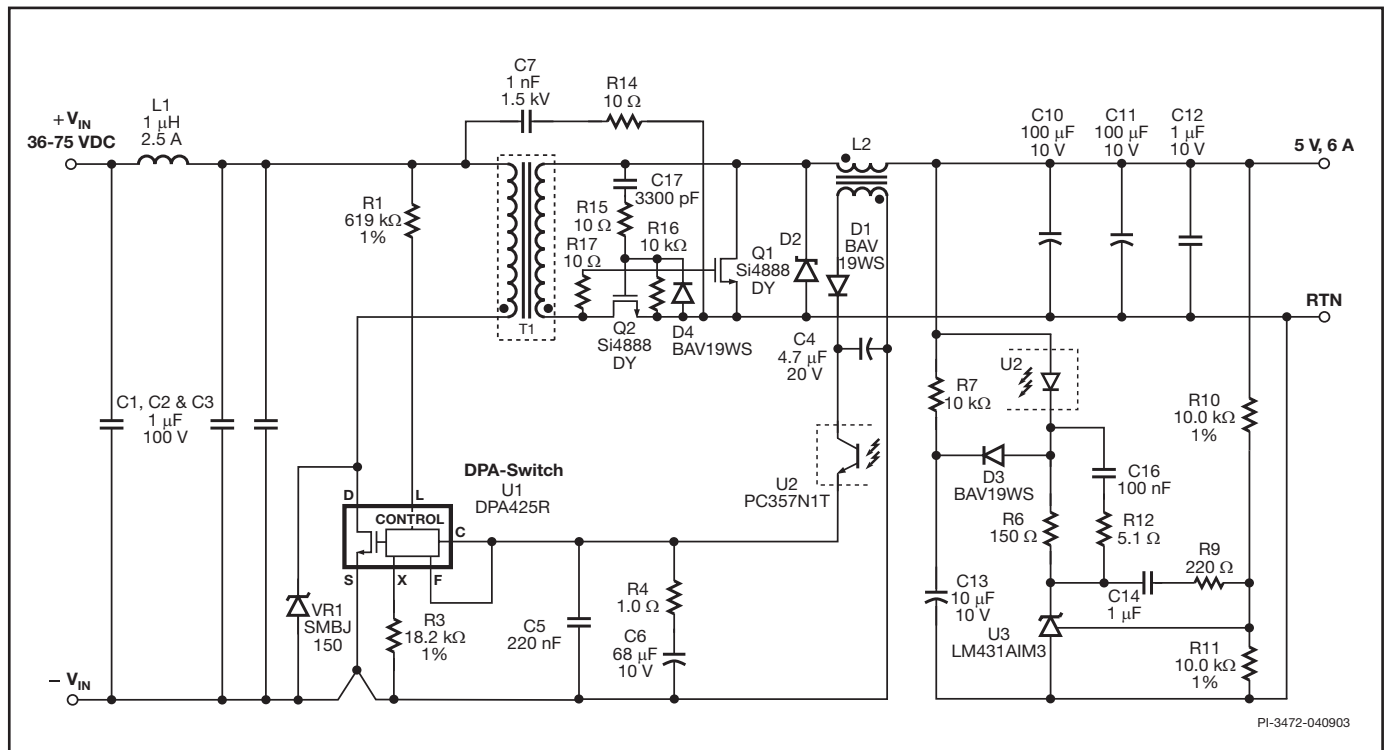 C7
1 nF
1.5 kV
R14
10 Ω
L1
1 µH
2.5 A
+ VIN
36-75 VDC
C10
100 µF
10 V
C11
100 µF
10 V
C12
1 µF
10 V
5 V, 6 A
L2
R1
619 kΩ
1%
C17
3300 pF
R15
10 Ω
R16
10 kΩ
R17
10 Ω
Q1
Si4888
DY
D2
D1
BAV
19WS
T1
Q2
Si4888
DY
D4
BAV19WS
RTN
C4
4.7 µF
20 V
U2
R7
10 kΩ
R10
10.0 kΩ
1%
C1, C2 & C3
1 µF
100 V
DPA-Switch
U1
DPA425R
U2
PC357N1T
D3
BAV19WS
C16
100 nF
R6
150 Ω
R12
5.1 Ω
R9
220 Ω
D
L
CONTROL
C
S
X
F
VR1
SMBJ
150
R3
18.2 kΩ
1%
C5
220 nF
R4
1.0 Ω
C6
68 µF
10 V
C13
10 µF
10 V
C14
1 µF
U3
LM431AIM3
R11
10.0 kΩ
1%
− VIN
PI-3472-040903